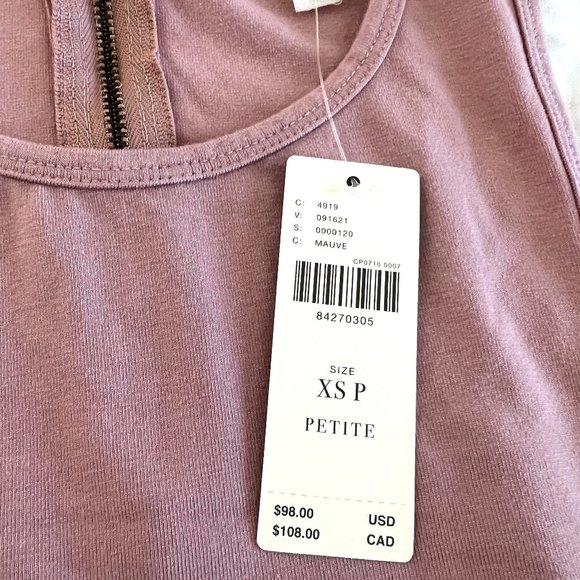 C: 4919
V: 091621
S: 0000120
C: MAUVE
CP0716 0007
84270305
SIZE
XS P
PETITE
$98.00 USD
$108.00 CAD